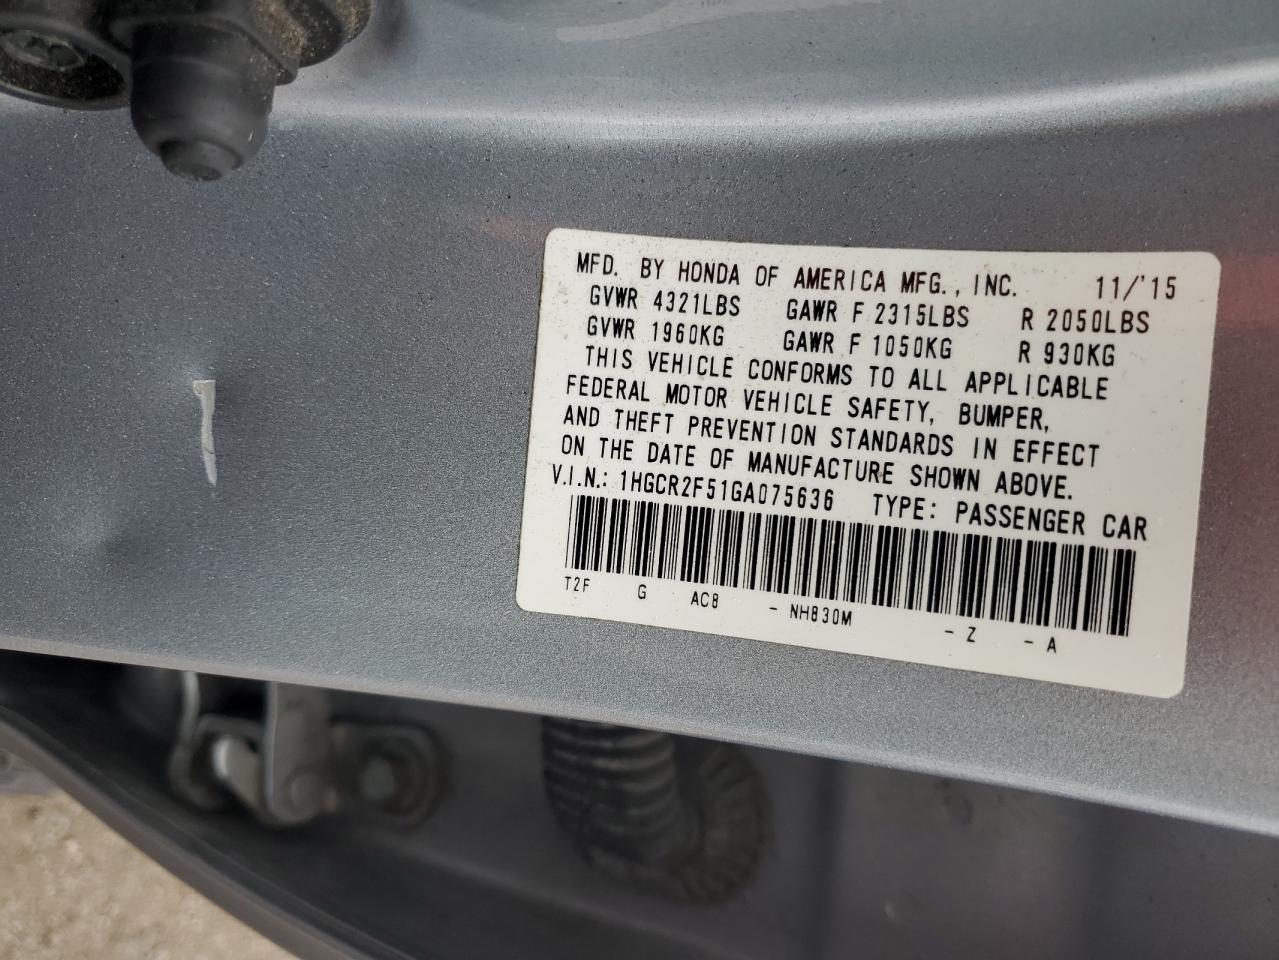 MFD. BY HONDA OF AMERICA MFG., INC. 11/'15
GVWR 4321LBS GAWR F 2315LBS R 2050LBS
GVWR 1960KG GAWR F 1050KG R 930KG
THIS VEHICLE CONFORMS TO ALL APPLICABLE
FEDERAL MOTOR VEHICLE SAFETY, BUMPER,
AND THEFT PREVENTION STANDARDS IN EFFECT
ON THE DATE OF MANUFACTURE SHOWN ABOVE.
V.I.N.: 1HGCR2F51GA075636 TYPE: PASSENGER CAR
T2F G AC8 - NH830M - Z - A